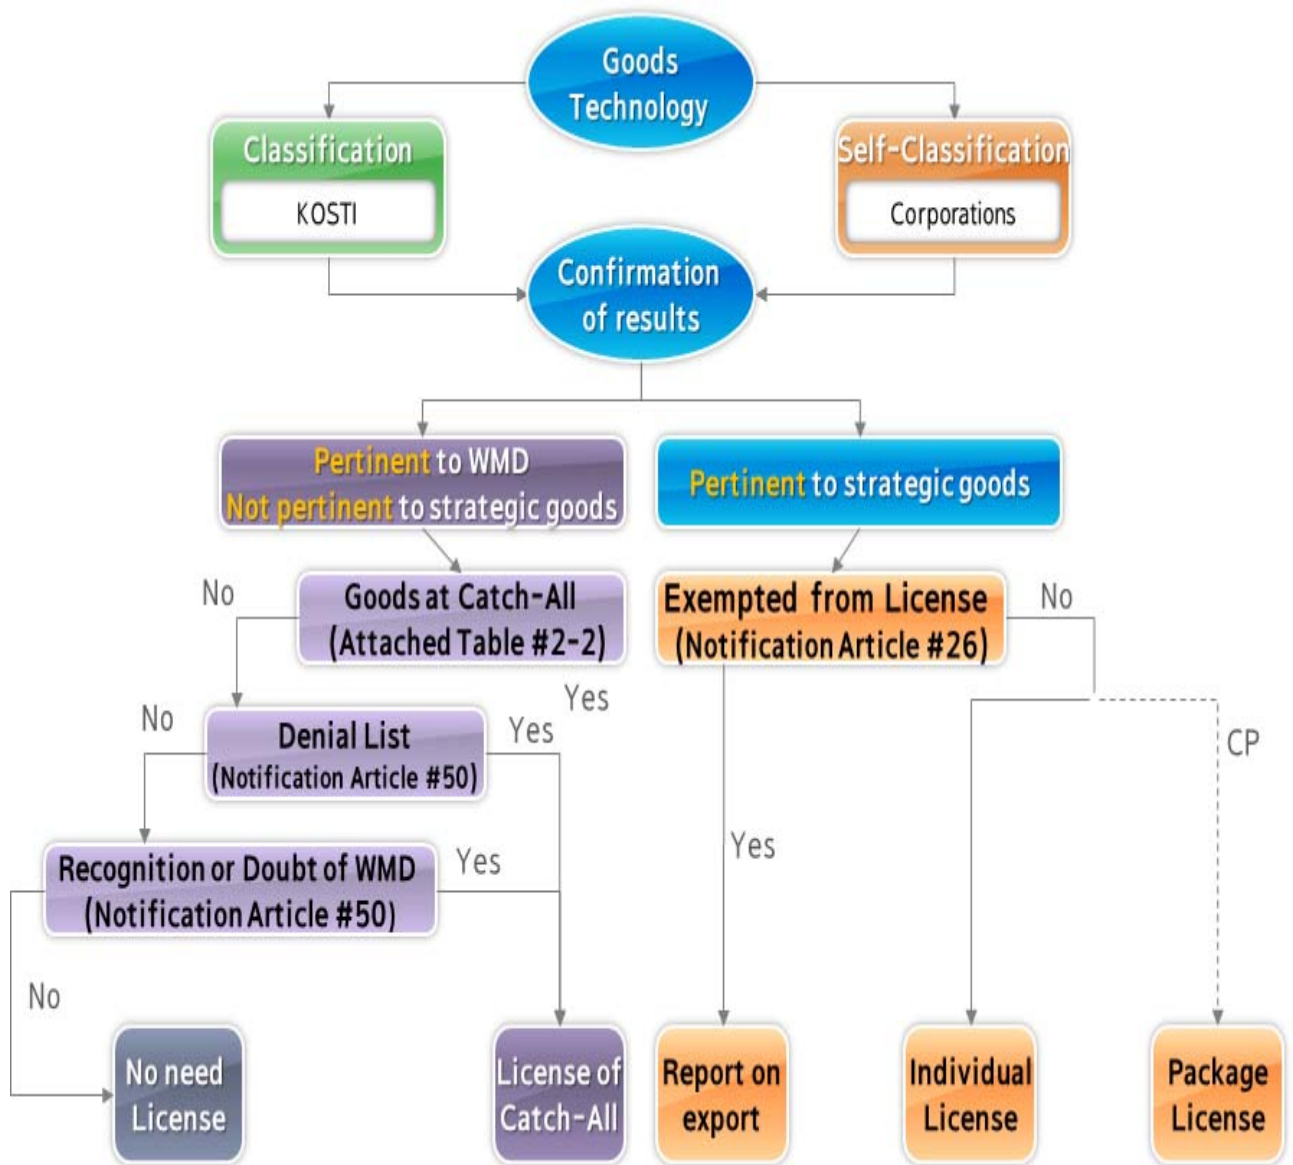 Goods
Technology
Classification
KOSTI
Self-Classification
Corporations
Confirmation
of results
Pertinent to WMD
Not pertinent to strategic goods
Pertinent to strategic goods
No
Goods at Catch-All
(Attached Table #2-2)
Exempted from License
(Notification Article #26)
No
Yes
No
Denial List
(Notification Article #50)
Yes
CP
Recognition or Doubt of WMD
(Notification Article #50)
Yes
Yes
No
No need
License
License of
Catch-All
Report on
export
Individual
License
Package
License